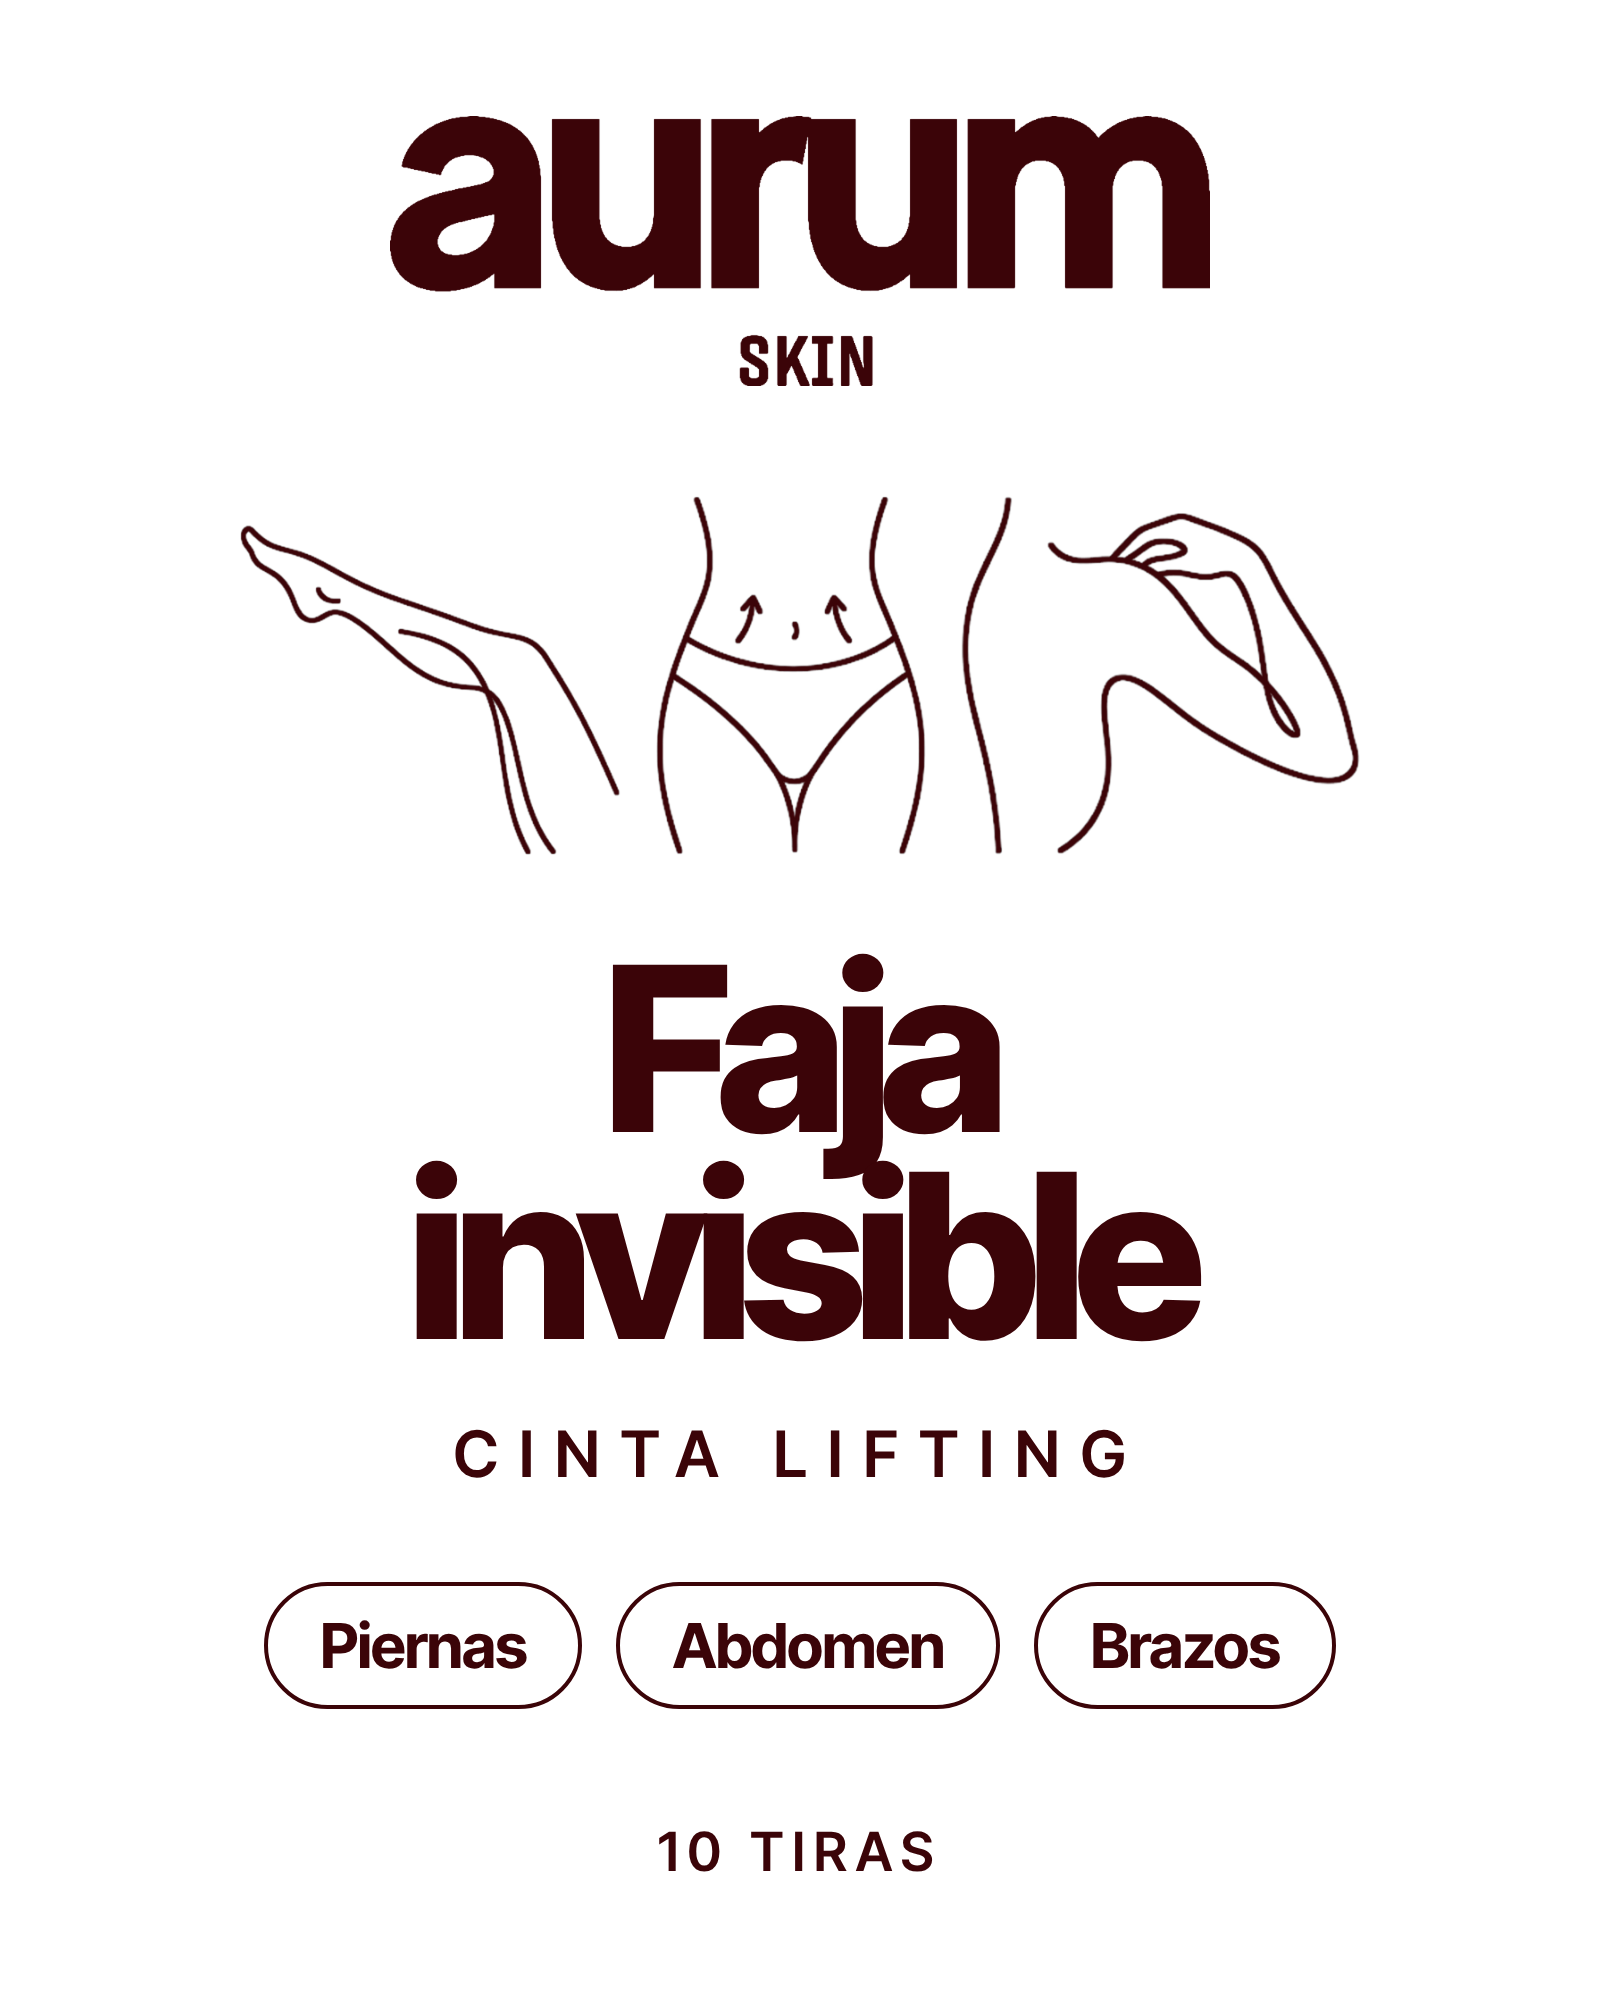 aurum
SKIN
Faja
invisible
CINTA LIFTING
Piernas
Abdomen
Brazos
10 TIRAS